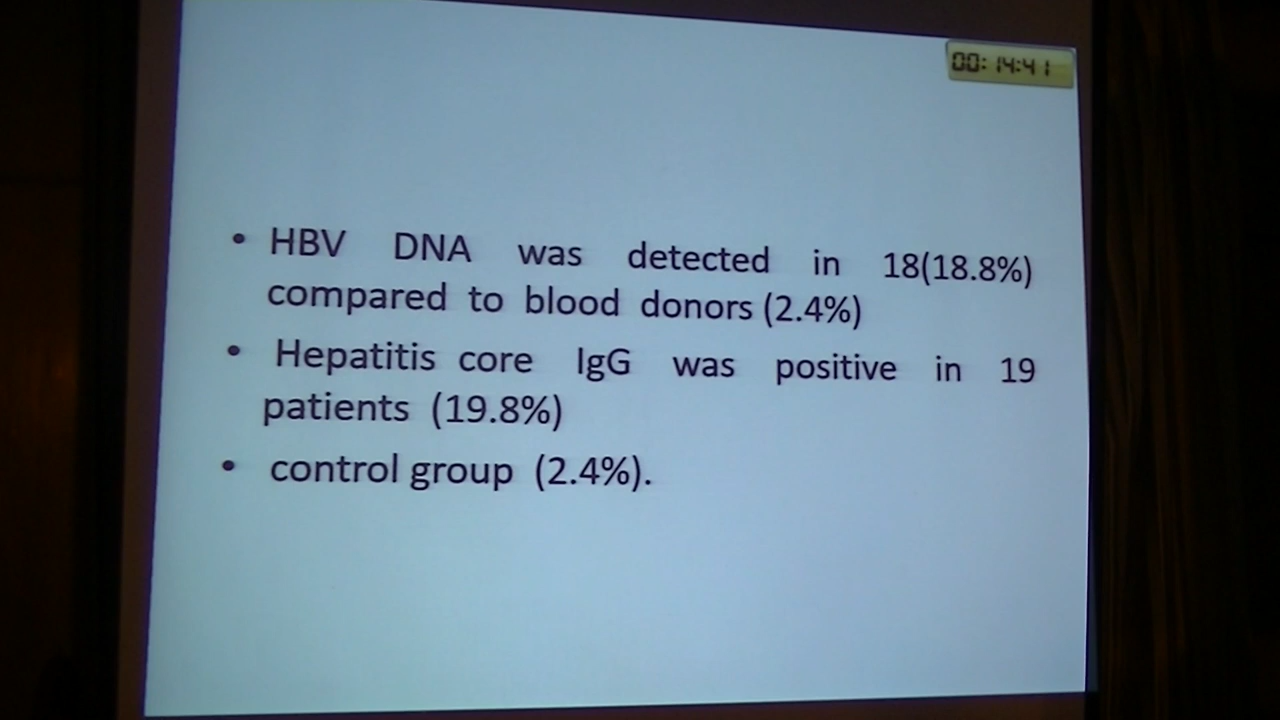 00:14:41
• HBV DNA was detected in 18(18.8%)
compared to blood donors (2.4%)
• Hepatitis core IgG was positive in 19
patients (19.8%)
• control group (2.4%).